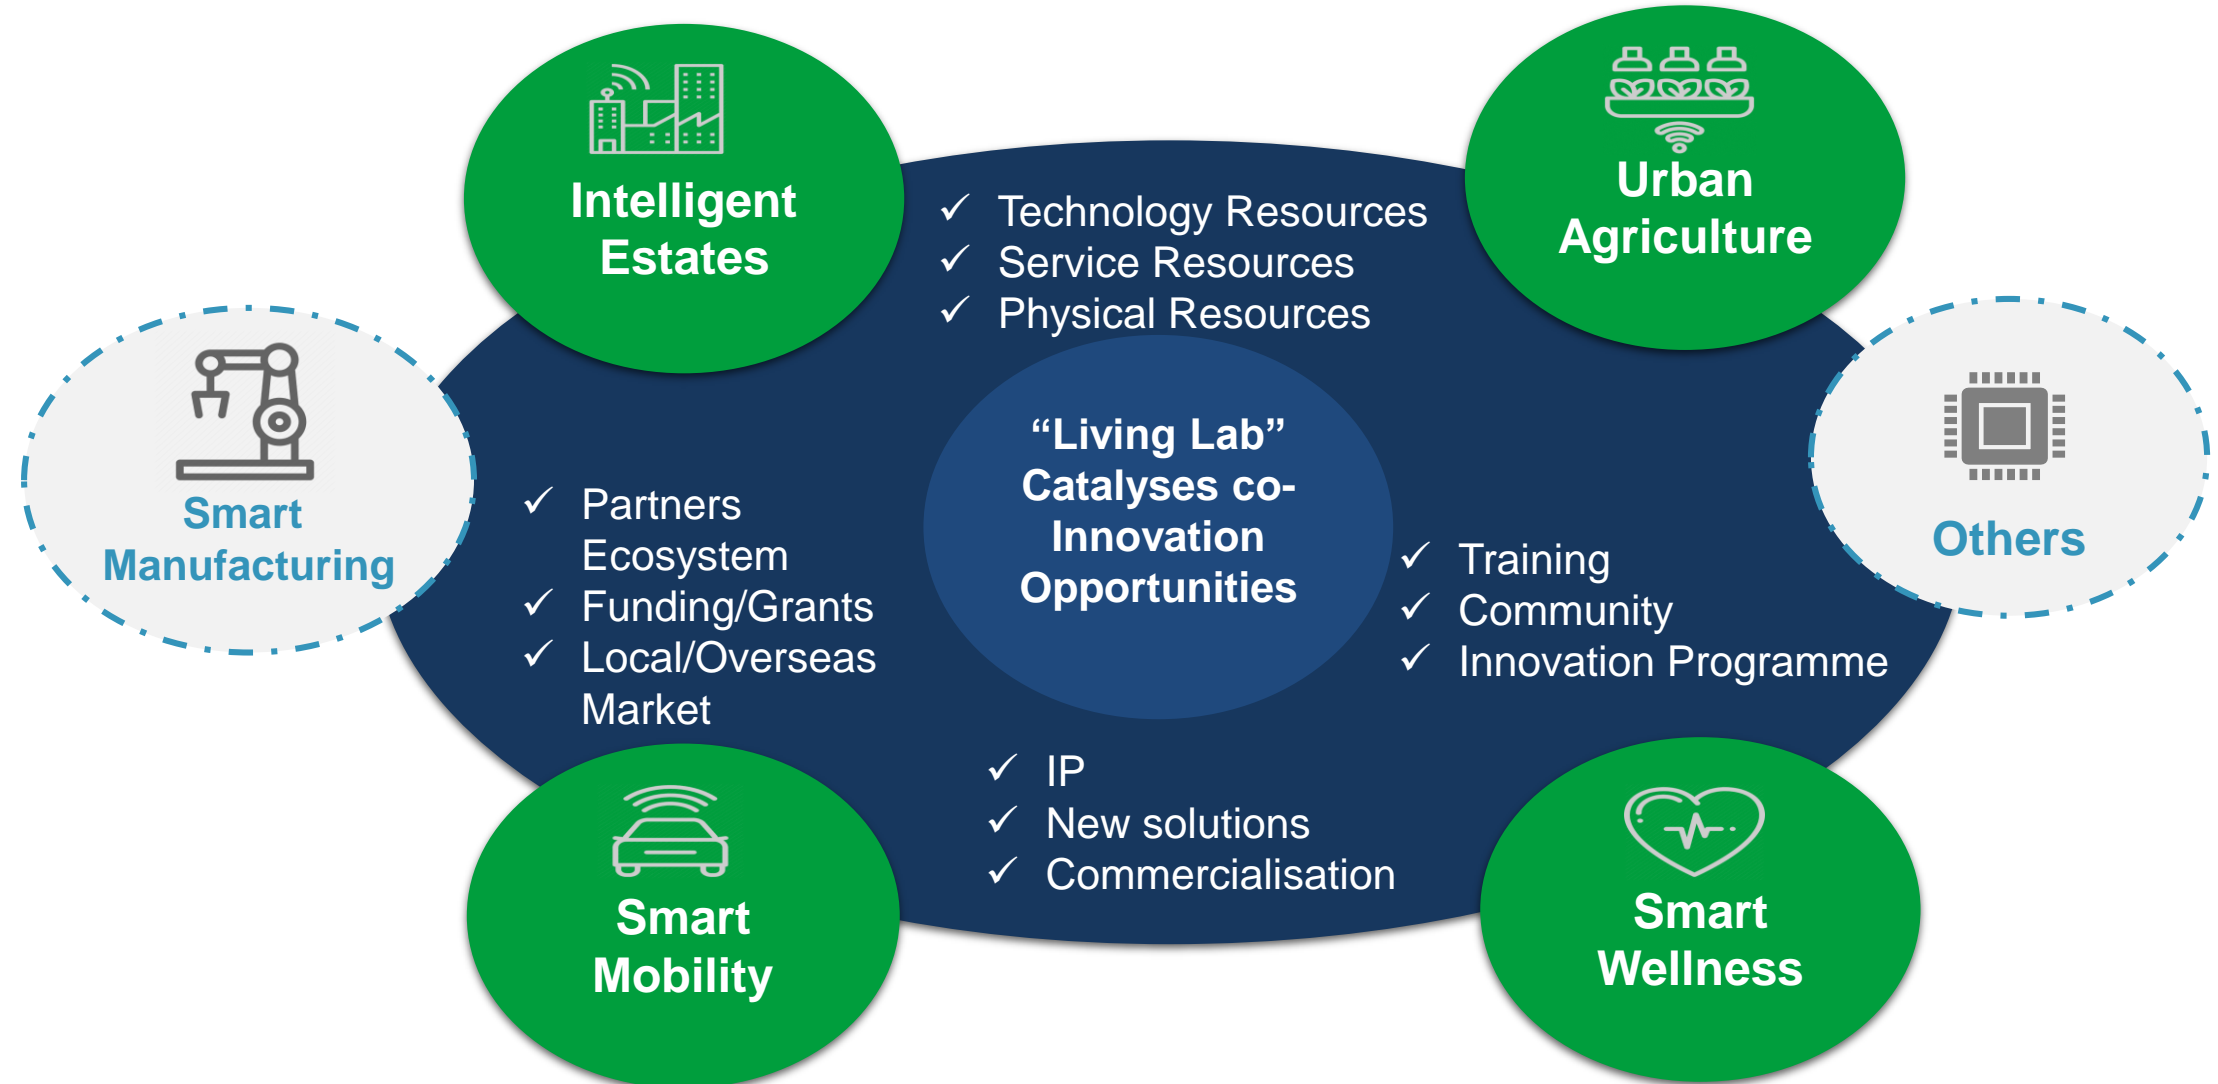 Intelligent
Estates
Urban
Agriculture
✓ Technology Resources
✓ Service Resources
✓ Physical Resources
Smart
Manufacturing
“Living Lab”
Catalyses co-
Innovation
Opportunities
Others
✓ Partners
Ecosystem
✓ Funding/Grants
✓ Local/Overseas
Market
✓ Training
✓ Community
✓ Innovation Programme
✓ IP
✓ New solutions
✓ Commercialisation
Smart
Mobility
Smart
Wellness